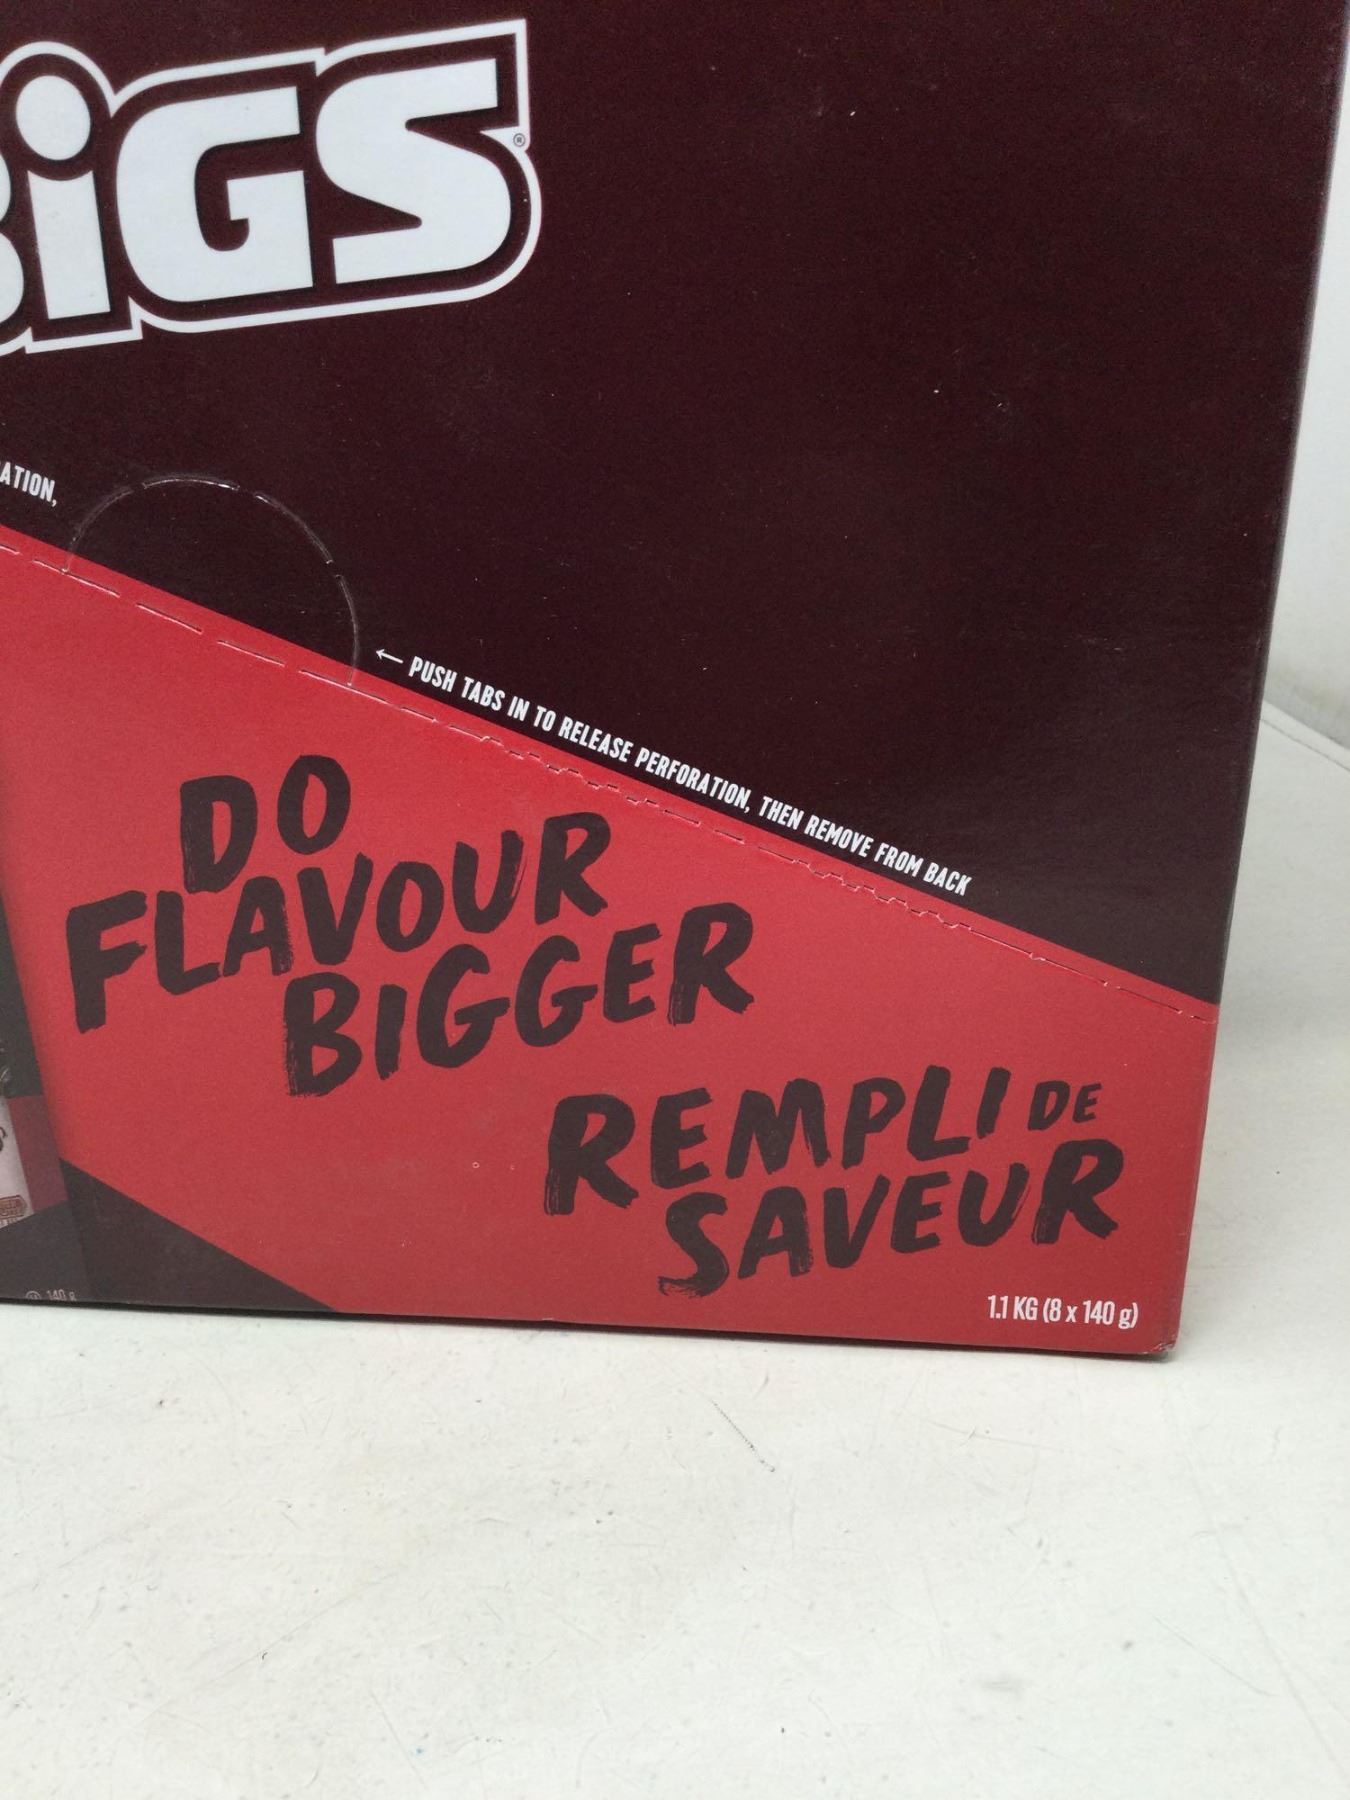 BiGS
ATION,
← PUSH TABS IN TO RELEASE PERFORATION, THEN REMOVE FROM BACK
DO
FLAVOUR
BIGGER
REMPLI DE
SAVEUR
140 g
1.1 KG (8 x 140 g)